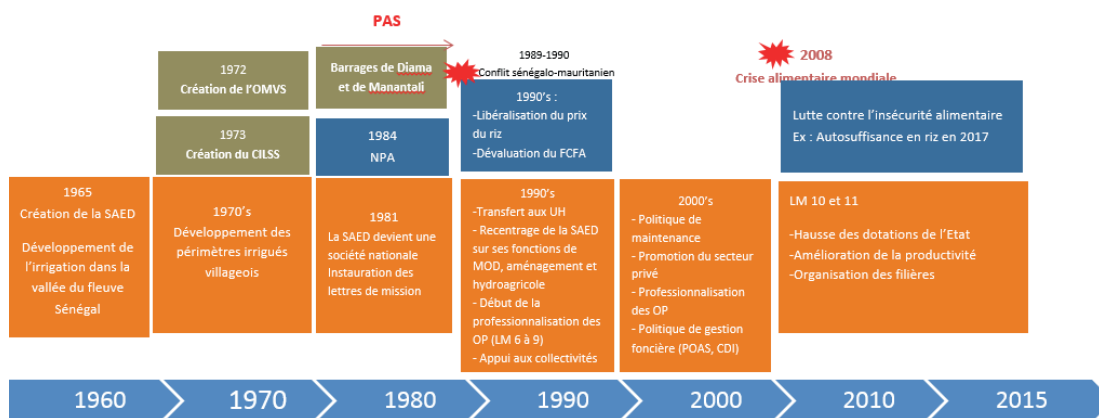 PAS
1972
Création de l'OMVS
1973
Création du CILSS
Barrages de Diama
et de Manantali
1984
NPA
1989-1990
Conflit sénégalo-mauritanien
1990's :
-Libéralisation du prix
du riz
-Dévaluation du FCFA
2008
Crise alimentaire mondiale
Lutte contre l'insécurité alimentaire
Ex : Autosuffisance en riz en 2017
1965
Création de la SAED
Développement de
l'irrigation dans la
vallée du fleuve
Sénégal
1970's
Développement des
périmètres irrigués
villageois
1981
La SAED devient une
société nationale
Instauration des
lettres de mission
1990's
-Transfert aux UH
- Recentrage de la SAED
sur ses fonctions de
MOD, aménagement et
hydroagricole
- Début de la
professionnalisation des
OP (LM 6 à 9)
- Appui aux collectivités
2000's
- Politique de
maintenance
- Promotion du secteur
privé
- Professionnalisation
des OP
- Politique de gestion
foncière (POAS, CDI)
LM 10 et 11
-Hausse des dotations de l'Etat
-Amélioration de la productivité
-Organisation des filières
1960
1970
1980
1990
2000
2010
2015